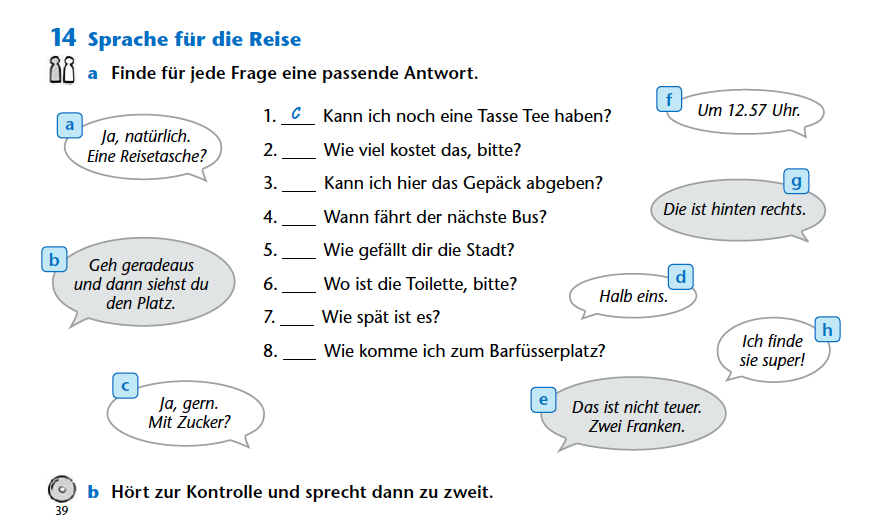 14 Sprache für die Reise
a Finde für jede Frage eine passende Antwort.
1. c Kann ich noch eine Tasse Tee haben?
2. ____ Wie viel kostet das, bitte?
3. ____ Kann ich hier das Gepäck abgeben?
4. ____ Wann fährt der nächste Bus?
5. ____ Wie gefällt dir die Stadt?
6. ____ Wo ist die Toilette, bitte?
7. ____ Wie spät ist es?
8. ____ Wie komme ich zum Barfüsserplatz?
a
Ja, natürlich.
Eine Reisetasche?
b
Geh geradeaus
und dann siehst du
den Platz.
c
Ja, gern.
Mit Zucker?
f
Um 12.57 Uhr.
g
Die ist hinten rechts.
d
Halb eins.
h
Ich finde
sie super!
e
Das ist nicht teuer.
Zwei Franken.
b Hört zur Kontrolle und sprecht dann zu zweit.
39